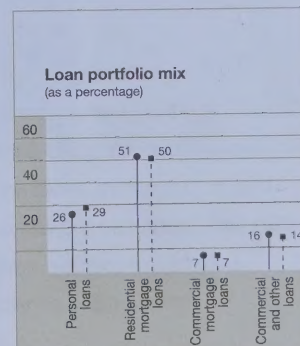 Loan portfolio mix
(as a percentage)
60
51
50
40
26
29
20
16
14
7
7
Personal
loans
Residential
mortgage
loans
Commercial
mortgage
loans
Commercial
and other
loans